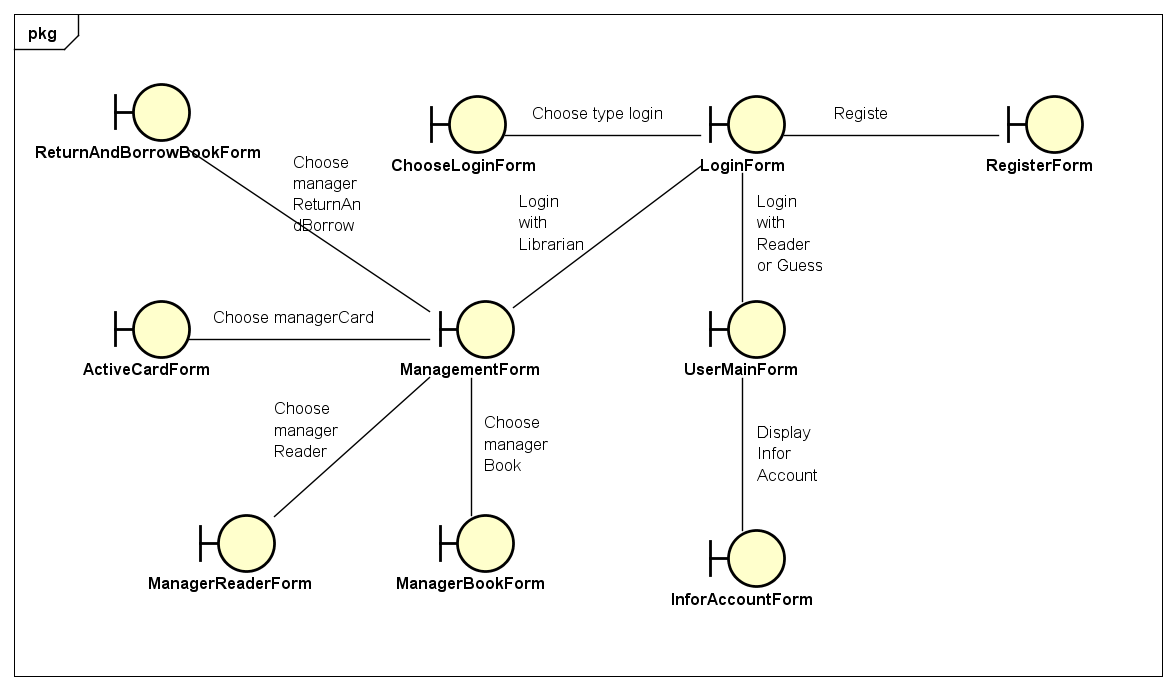 pkg
ReturnAndBorrowBookForm
Choose
manager
ReturnAn
dBorrow
Choose type login
ChooseLoginForm
LoginForm
Registe
RegisterForm
Login
with
Librarian
Login
with
Reader
or Guess
Choose managerCard
ActiveCardForm
ManagementForm
UserMainForm
Choose
manager
Reader
Choose
manager
Book
Display
Infor
Account
ManagerReaderForm
ManagerBookForm
InforAccountForm